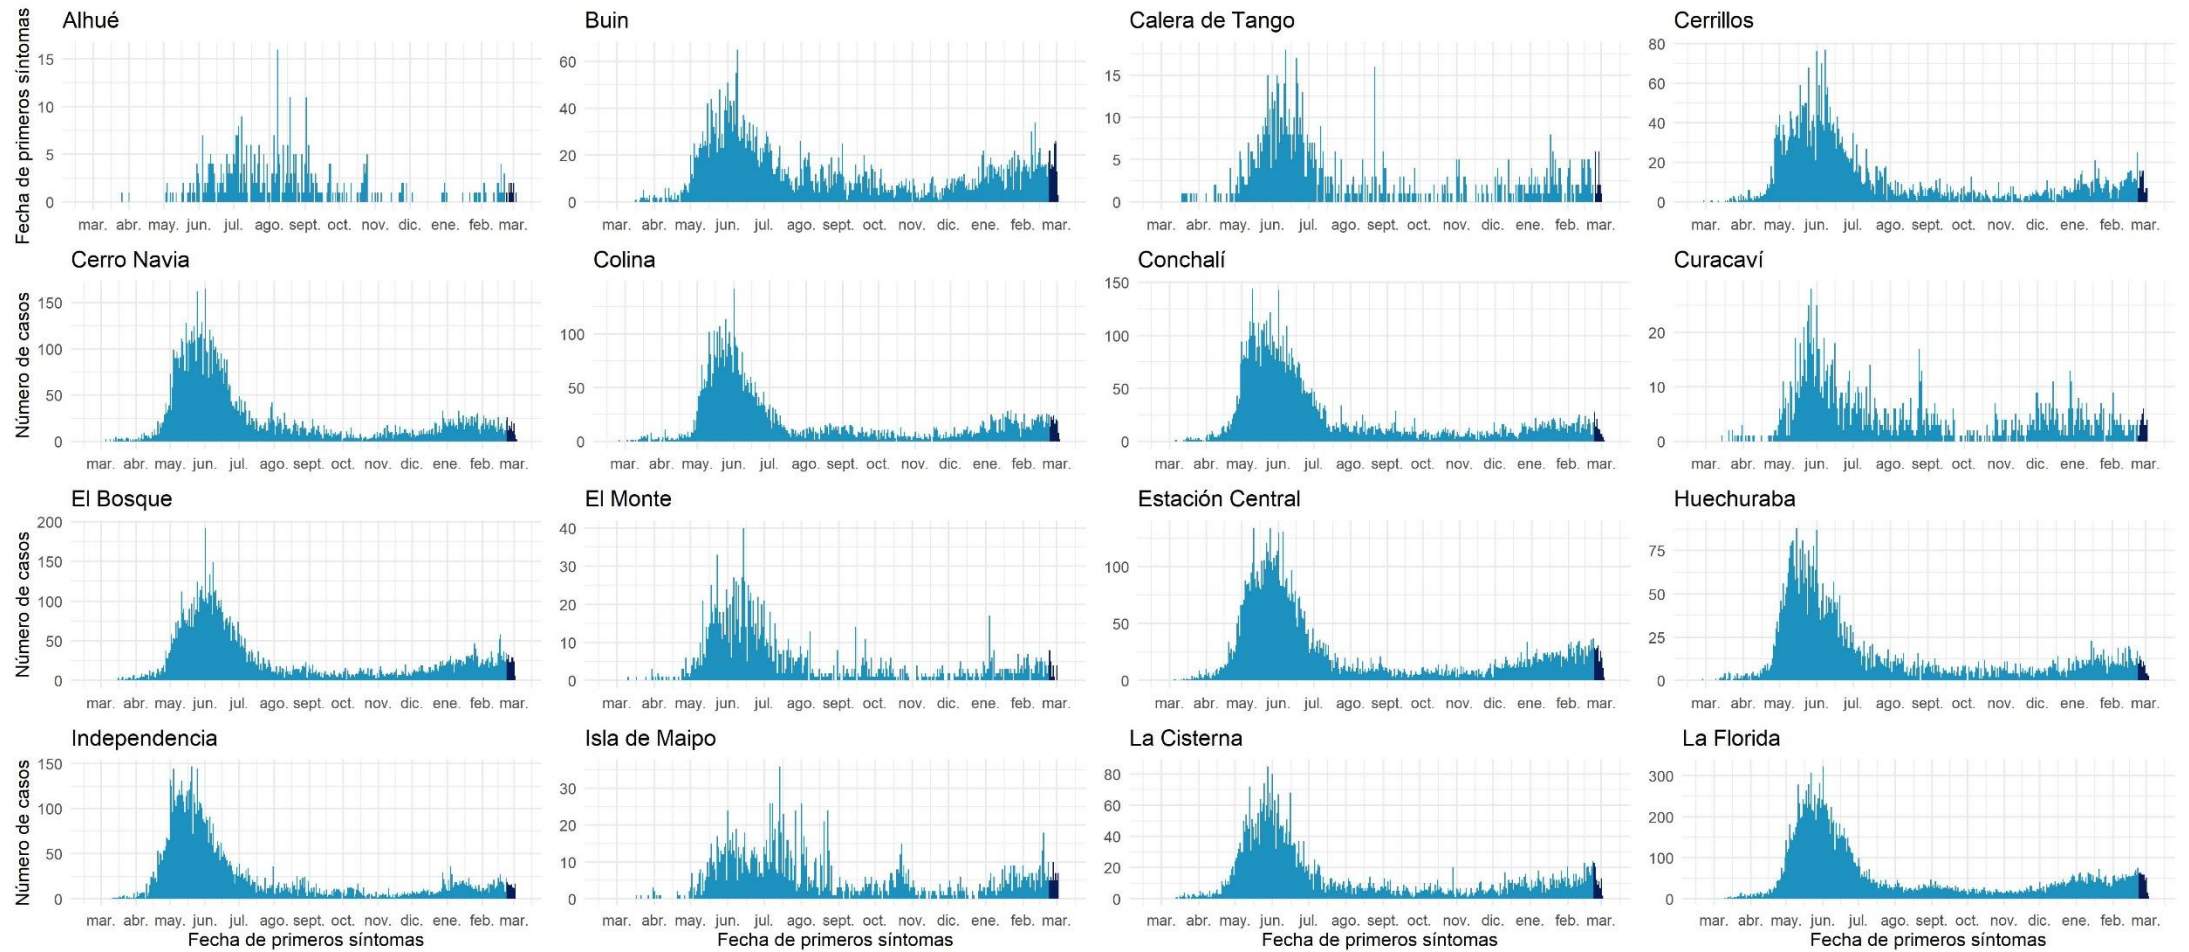 Alhué
Buin
Calera de Tango
Cerrillos
Fecha de primeros síntomas
15
10
5
0
60
40
20
0
15
10
5
0
80
60
40
20
0
mar. abr. may. jun. jul. ago. sept. oct. nov. dic. ene. feb. mar.
mar. abr. may. jun. jul. ago. sept. oct. nov. dic. ene. feb. mar.
mar. abr. may. jun. jul. ago. sept. oct. nov. dic. ene. feb. mar.
mar. abr. may. jun. jul. ago. sept. oct. nov. dic. ene. feb. mar.
Cerro Navia
Colina
Conchalí
Curacaví
Número de casos
150
100
50
0
100
50
0
150
100
50
0
20
10
0
mar. abr. may. jun. jul. ago. sept. oct. nov. dic. ene. feb. mar.
mar. abr. may. jun. jul. ago. sept. oct. nov. dic. ene. feb. mar.
mar. abr. may. jun. jul. ago. sept. oct. nov. dic. ene. feb. mar.
mar. abr. may. jun. jul. ago. sept. oct. nov. dic. ene. feb. mar.
El Bosque
El Monte
Estación Central
Huechuraba
Número de casos
200
150
100
50
0
40
30
20
10
0
100
50
0
75
50
25
0
mar. abr. may. jun. jul. ago. sept. oct. nov. dic. ene. feb. mar.
mar. abr. may. jun. jul. ago. sept. oct. nov. dic. ene. feb. mar.
mar. abr. may. jun. jul. ago. sept. oct. nov. dic. ene. feb. mar.
mar. abr. may. jun. jul. ago. sept. oct. nov. dic. ene. feb. mar.
Independencia
Isla de Maipo
La Cisterna
La Florida
Número de casos
150
100
50
0
30
20
10
0
80
60
40
20
0
300
200
100
0
mar. abr. may. jun. jul. ago. sept. oct. nov. dic. ene. feb. mar.
mar. abr. may. jun. jul. ago. sept. oct. nov. dic. ene. feb. mar.
mar. abr. may. jun. jul. ago. sept. oct. nov. dic. ene. feb. mar.
mar. abr. may. jun. jul. ago. sept. oct. nov. dic. ene. feb. mar.
Fecha de primeros síntomas
Fecha de primeros síntomas
Fecha de primeros síntomas
Fecha de primeros síntomas